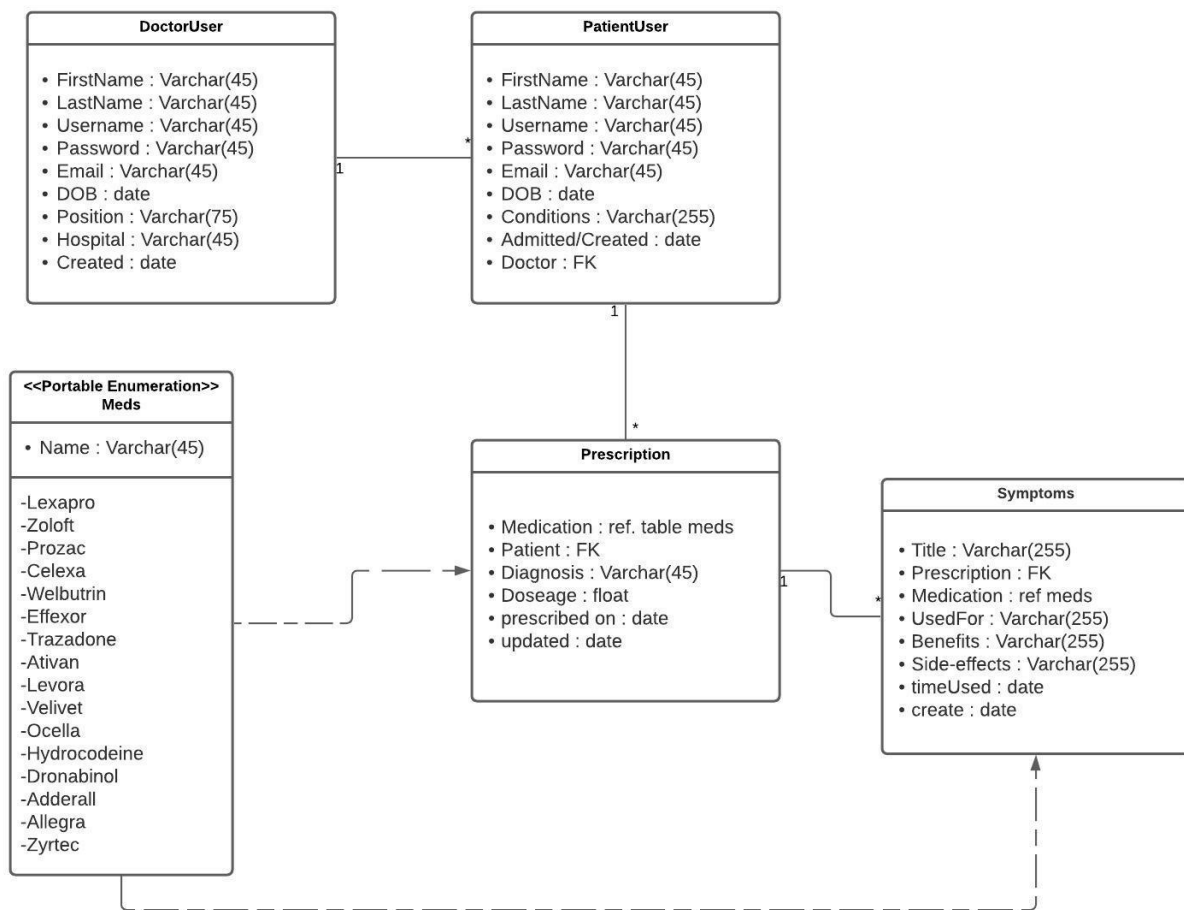 DoctorUser
• FirstName : Varchar(45)
• LastName : Varchar(45)
• Username : Varchar(45)
• Password : Varchar(45)
• Email : Varchar(45)
• DOB : date
• Position : Varchar(75)
• Hospital : Varchar(45)
• Created : date
1
*
PatientUser
• FirstName : Varchar(45)
• LastName : Varchar(45)
• Username : Varchar(45)
• Password : Varchar(45)
• Email : Varchar(45)
• DOB : date
• Conditions : Varchar(255)
• Admitted/Created : date
• Doctor : FK
1
*
<<Portable Enumeration>>
Meds
• Name : Varchar(45)
-Lexapro
-Zoloft
-Prozac
-Celexa
-Welbutrin
-Effexor
-Trazadone
-Ativan
-Levora
-Velivet
-Ocella
-Hydrocodeine
-Dronabinol
-Adderall
-Allegra
-Zyrtec
Prescription
• Medication : ref. table meds
• Patient : FK
• Diagnosis : Varchar(45)
• Doseage : float
• prescribed on : date
• updated : date
1
*
Symptoms
• Title : Varchar(255)
• Prescription : FK
• Medication : ref meds
• UsedFor : Varchar(255)
• Benefits : Varchar(255)
• Side-effects : Varchar(255)
• timeUsed : date
• create : date